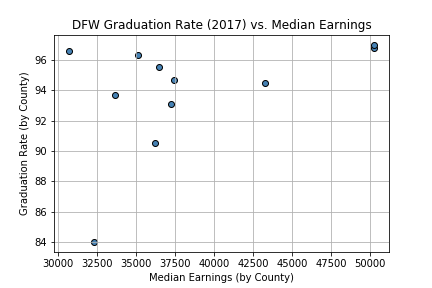 DFW Graduation Rate (2017) vs. Median Earnings
96
94
92
90
88
86
84
Graduation Rate (by County)
30000 32500 35000 37500 40000 42500 45000 47500 50000
Median Earnings (by County)